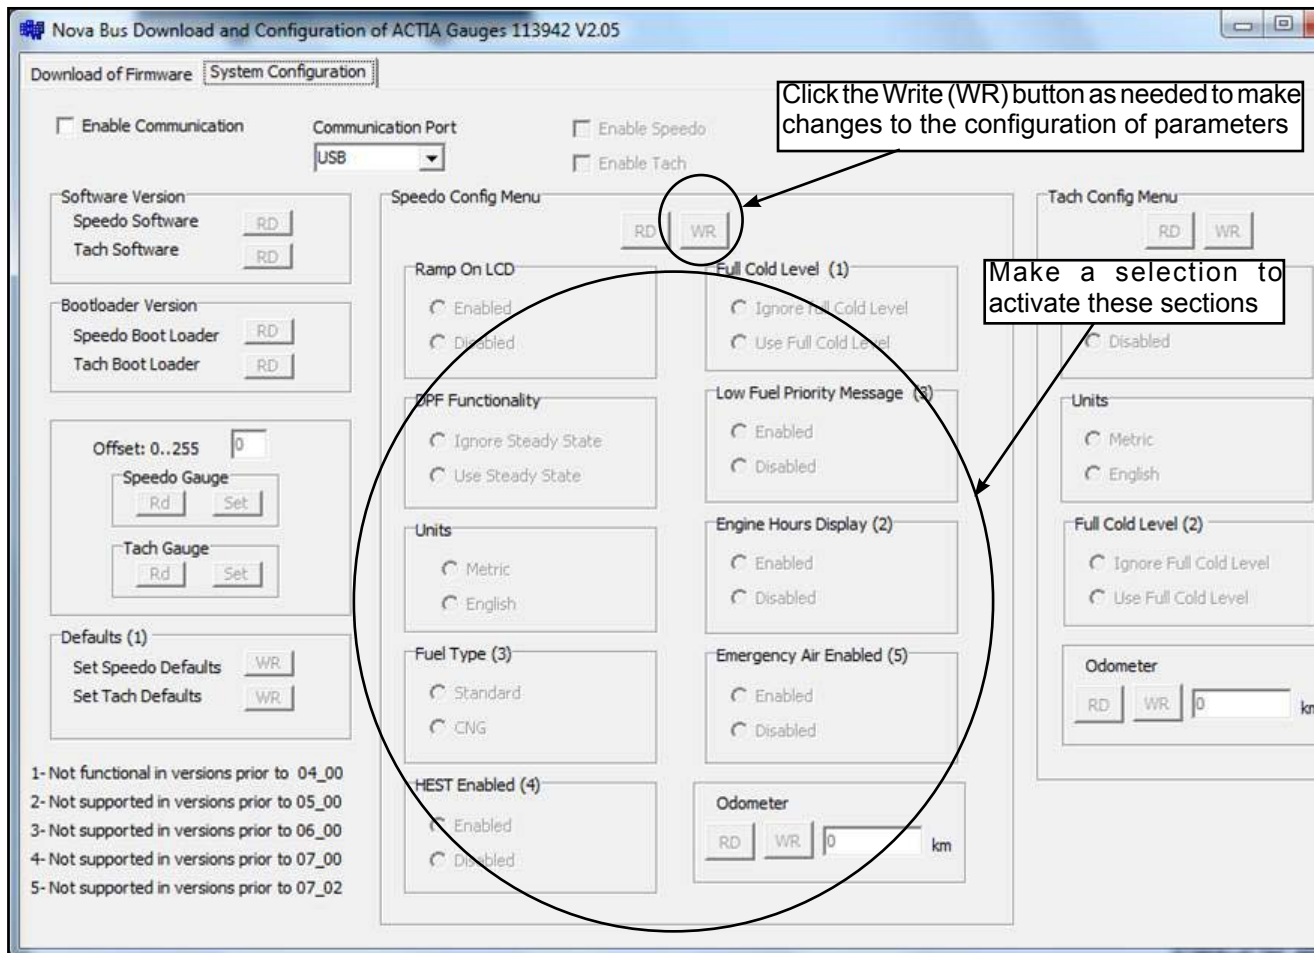 Nova Bus Download and Configuration of ACTIA Gauges 113942 V2.05
Download of Firmware
System Configuration
Click the Write (WR) button as needed to make
changes to the configuration of parameters
Enable Communication
Communication Port
USB
Enable Speedo
Enable Tach
Software Version
Speedo Software RD
Tach Software RD
Bootloader Version
Speedo Boot Loader RD
Tach Boot Loader RD
Offset: 0..255 0
Speedo Gauge
Rd Set
Tach Gauge
Rd Set
Defaults (1)
Set Speedo Defaults WR
Set Tach Defaults WR
1- Not functional in versions prior to 04_00
2- Not supported in versions prior to 05_00
3- Not supported in versions prior to 06_00
4- Not supported in versions prior to 07_00
5- Not supported in versions prior to 07_02
Speedo Config Menu
RD WR
Ramp On LCD
Enabled
Disabled
DPF Functionality
Ignore Steady State
Use Steady State
Units
Metric
English
Fuel Type (3)
Standard
CNG
HEST Enabled (4)
Enabled
Disabled
Full Cold Level (1)
Ignore full Cold Level
Use Full Cold Level
Low Fuel Priority Message (3)
Enabled
Disabled
Engine Hours Display (2)
Enabled
Disabled
Emergency Air Enabled (5)
Enabled
Disabled
Odometer
RD WR 0 km
Tach Config Menu
RD WR
Make a selection to
activate these sections
Disabled
Units
Metric
English
Full Cold Level (2)
Ignore Full Cold Level
Use Full Cold Level
Odometer
RD WR 0 km